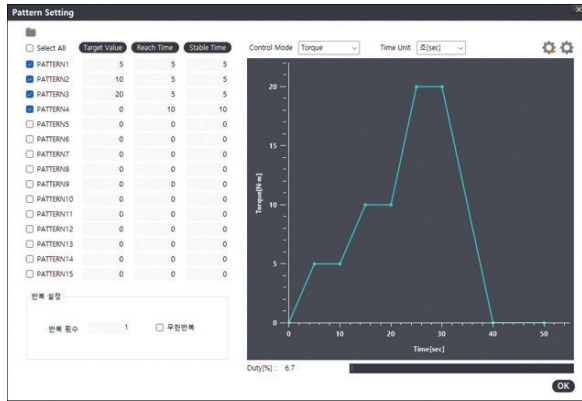 Pattern Setting
Select All Target Value Reach Time Stable Time Control Mode Torque Time Unit 초[sec]
PATTERN1 5 5 5
PATTERN2 10 5 5
PATTERN3 20 5 5
PATTERN4 0 10 10
PATTERN5 0 0 0
PATTERN6 0 0 0
PATTERN7 0 0 0
PATTERN8 0 0 0
PATTERN9 0 0 0
PATTERN10 0 0 0
PATTERN11 0 0 0
PATTERN12 0 0 0
PATTERN13 0 0 0
PATTERN14 0 0 0
PATTERN15 0 0 0
반복 설정
반복 횟수 1 무한반복
Torque[N·m]
20
15
10
5
0
0 10 20 30 40 50
Time[sec]
Duty[%] : 6.7
OK